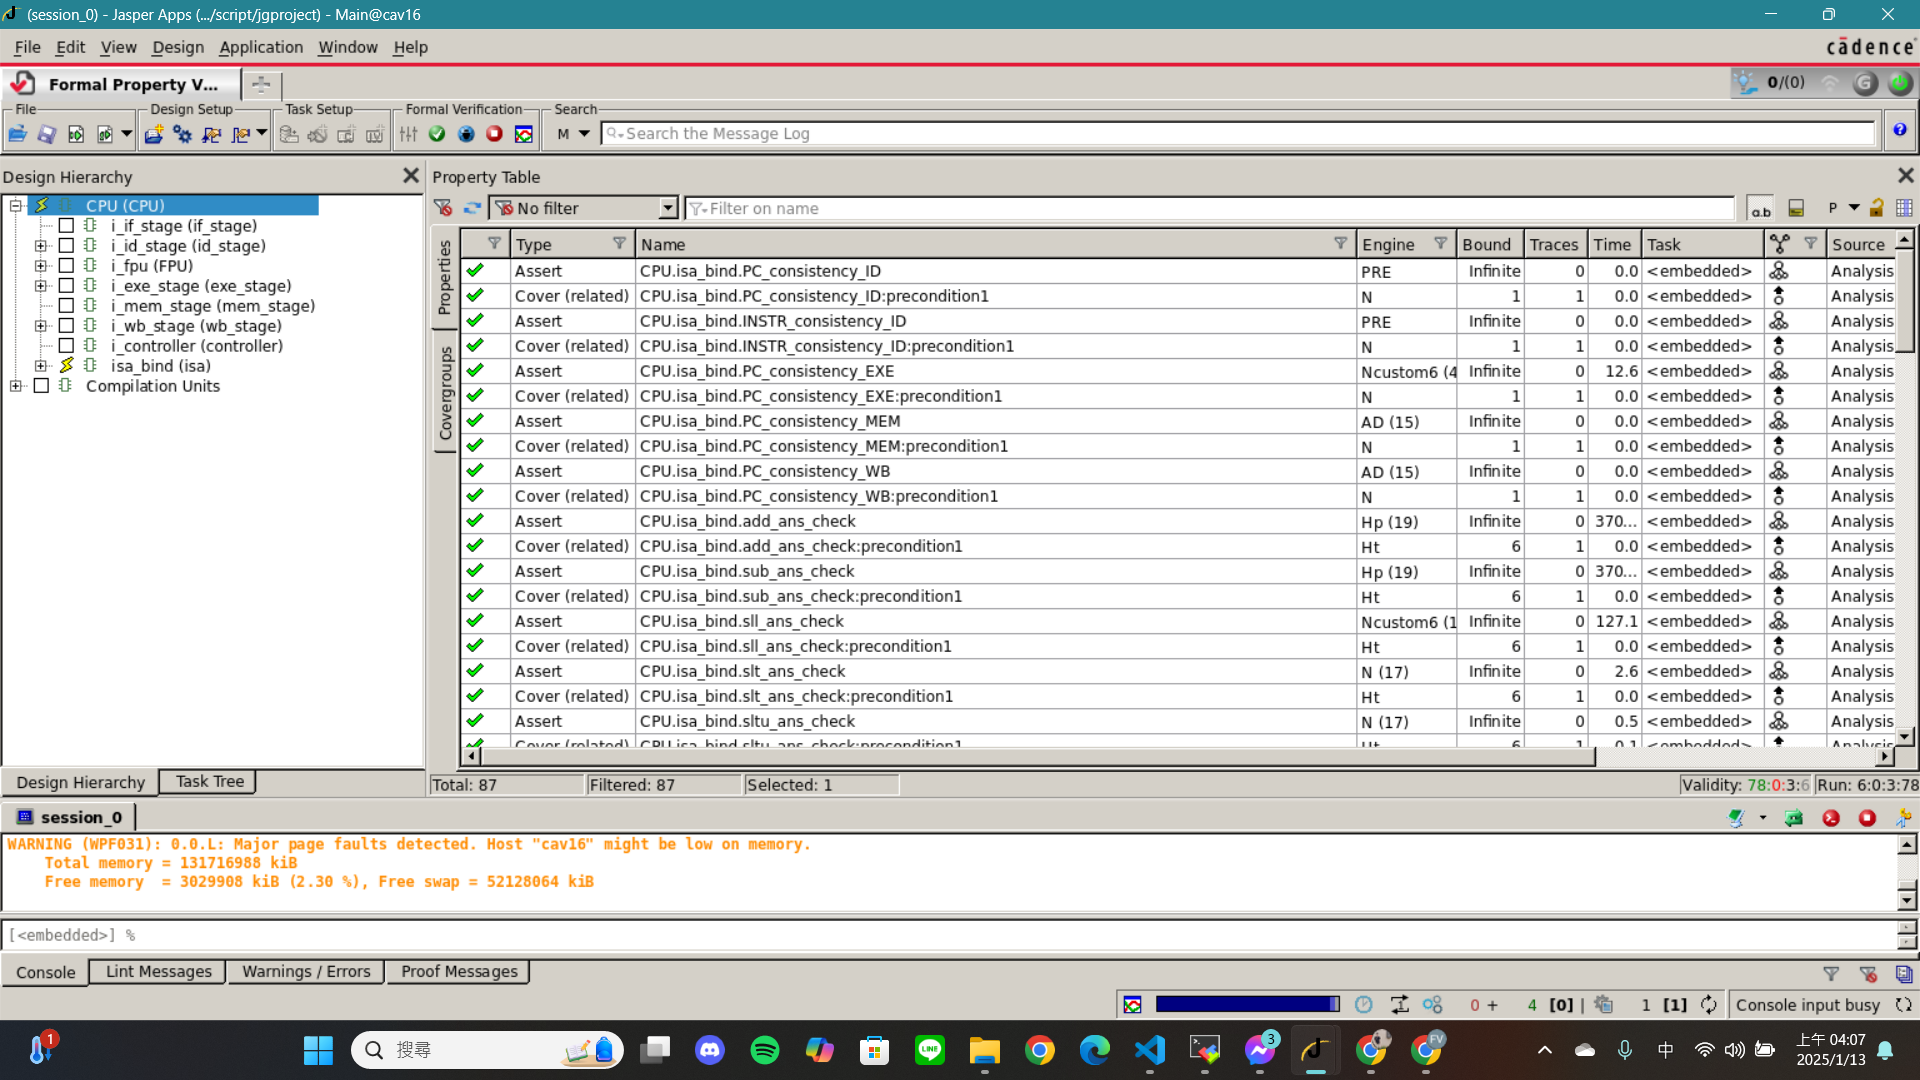 (session_0) - Jasper Apps (.../script/jgproject) - Main@cav16
File Edit View Design Application Window Help
cādence
Formal Property V...
0/(0)
File Design Setup Task Setup Formal Verification Search
M Search the Message Log
Design Hierarchy
CPU (CPU)
i_if_stage (if_stage)
i_id_stage (id_stage)
i_fpu (FPU)
i_exe_stage (exe_stage)
i_mem_stage (mem_stage)
i_wb_stage (wb_stage)
i_controller (controller)
isa_bind (isa)
Compilation Units
Design Hierarchy Task Tree
Property Table
No filter Filter on name a.b P
Properties
Covergroups
Type Name Engine Bound Traces Time Task Source
Assert CPU.isa_bind.PC_consistency_ID PRE Infinite 0 0.0 <embedded> Analysis
Cover (related) CPU.isa_bind.PC_consistency_ID:precondition1 N 1 1 0.0 <embedded> Analysis
Assert CPU.isa_bind.INSTR_consistency_ID PRE Infinite 0 0.0 <embedded> Analysis
Cover (related) CPU.isa_bind.INSTR_consistency_ID:precondition1 N 1 1 0.0 <embedded> Analysis
Assert CPU.isa_bind.PC_consistency_EXE Ncustom6 (4 Infinite 0 12.6 <embedded> Analysis
Cover (related) CPU.isa_bind.PC_consistency_EXE:precondition1 N 1 1 0.0 <embedded> Analysis
Assert CPU.isa_bind.PC_consistency_MEM AD (15) Infinite 0 0.0 <embedded> Analysis
Cover (related) CPU.isa_bind.PC_consistency_MEM:precondition1 N 1 1 0.0 <embedded> Analysis
Assert CPU.isa_bind.PC_consistency_WB AD (15) Infinite 0 0.0 <embedded> Analysis
Cover (related) CPU.isa_bind.PC_consistency_WB:precondition1 N 1 1 0.0 <embedded> Analysis
Assert CPU.isa_bind.add_ans_check Hp (19) Infinite 0 370... <embedded> Analysis
Cover (related) CPU.isa_bind.add_ans_check:precondition1 Ht 6 1 0.0 <embedded> Analysis
Assert CPU.isa_bind.sub_ans_check Hp (19) Infinite 0 370... <embedded> Analysis
Cover (related) CPU.isa_bind.sub_ans_check:precondition1 Ht 6 1 0.0 <embedded> Analysis
Assert CPU.isa_bind.sll_ans_check Ncustom6 (1 Infinite 0 127.1 <embedded> Analysis
Cover (related) CPU.isa_bind.sll_ans_check:precondition1 Ht 6 1 0.0 <embedded> Analysis
Assert CPU.isa_bind.slt_ans_check N (17) Infinite 0 2.6 <embedded> Analysis
Cover (related) CPU.isa_bind.slt_ans_check:precondition1 Ht 6 1 0.0 <embedded> Analysis
Assert CPU.isa_bind.sltu_ans_check N (17) Infinite 0 0.5 <embedded> Analysis
Cover (related) CPU.isa_bind.sltu_ans_check:precondition1 Ht 6 1 0.1 <embedded> Analysis
Total: 87 Filtered: 87 Selected: 1 Validity: 78:0:3:6 Run: 6:0:3:78
session_0
WARNING (WPF031): 0.0.L: Major page faults detected. Host "cav16" might be low on memory.
Total memory = 131716988 kiB
Free memory = 3029908 kiB (2.30 %), Free swap = 52128064 kiB
[<embedded>] %
Console Lint Messages Warnings / Errors Proof Messages
0 + 4 [0] | 1 [1] Console input busy
1 搜尋 3 FV 中 上午 04:07
2025/1/13